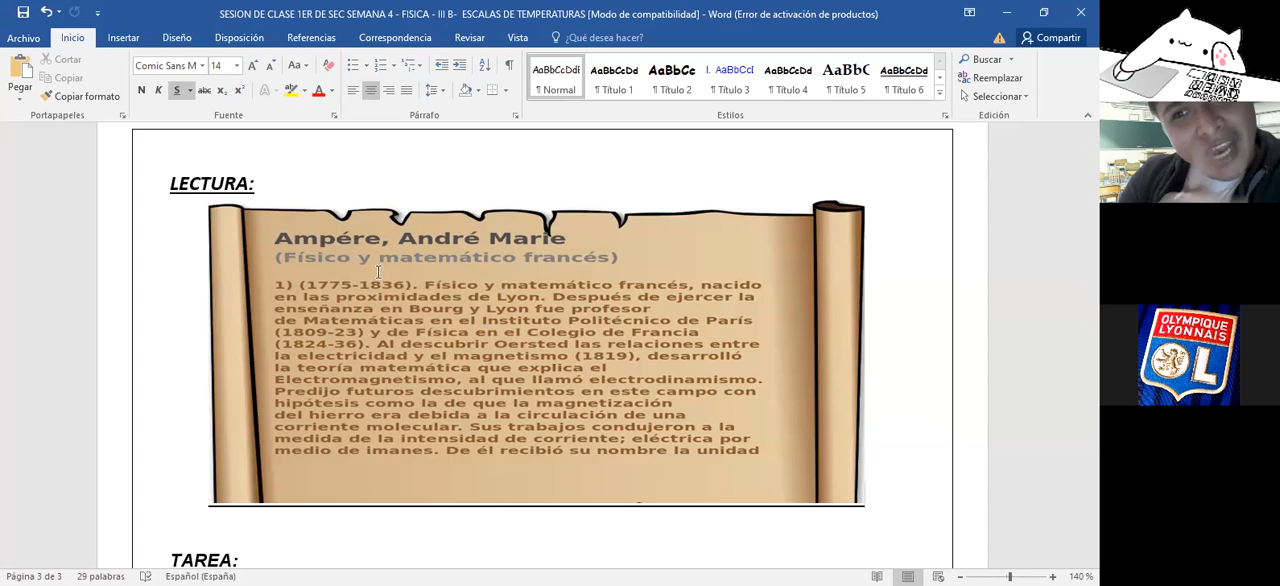 SESION DE CLASE 1ER DE SEC SEMANA 4 - FISICA - III B- ESCALAS DE TEMPERATURAS [Modo de compatibilidad] - Word (Error de activación de productos)
Archivo Inicio Insertar Diseño Disposición Referencias Correspondencia Revisar Vista ¿Qué desea hacer? Compartir
Pegar
Cortar
Copiar
Copiar formato
Portapapeles
Comic Sans M 14 Aa
N K S abc x₂ x² A ab A
Fuente
Párrafo
AaBbCcDdE AaBbCcDd AaBbCc I. AaBbCcI AaBbCcDd AaBbC AaBbCcDd
¶ Normal ¶ Título 1 ¶ Título 2 ¶ Título 3 ¶ Título 4 ¶ Título 5 ¶ Título 6
Estilos
Buscar
Reemplazar
Seleccionar
Edición
LECTURA:
Ampére, André Marie
(Físico y matemático francés)
1) (1775-1836). Físico y matemático francés, nacido
en las proximidades de Lyon. Después de ejercer la
enseñanza en Bourg y Lyon fue profesor
de Matemáticas en el Instituto Politécnico de París
(1809-23) y de Física en el Colegio de Francia
(1824-36). Al descubrir Oersted las relaciones entre
la electricidad y el magnetismo (1819), desarrolló
la teoría matemática que explica el
Electromagnetismo, al que llamó electrodinamismo.
Predijo futuros descubrimientos en este campo con
hipótesis como la de que la magnetización
del hierro era debida a la circulación de una
corriente molecular. Sus trabajos condujeron a la
medida de la intensidad de corriente; eléctrica por
medio de imanes. De él recibió su nombre la unidad
TAREA:
Página 3 de 3 29 palabras Español (España) 140 %
OLYMPIQUE
LYONNAIS
OL